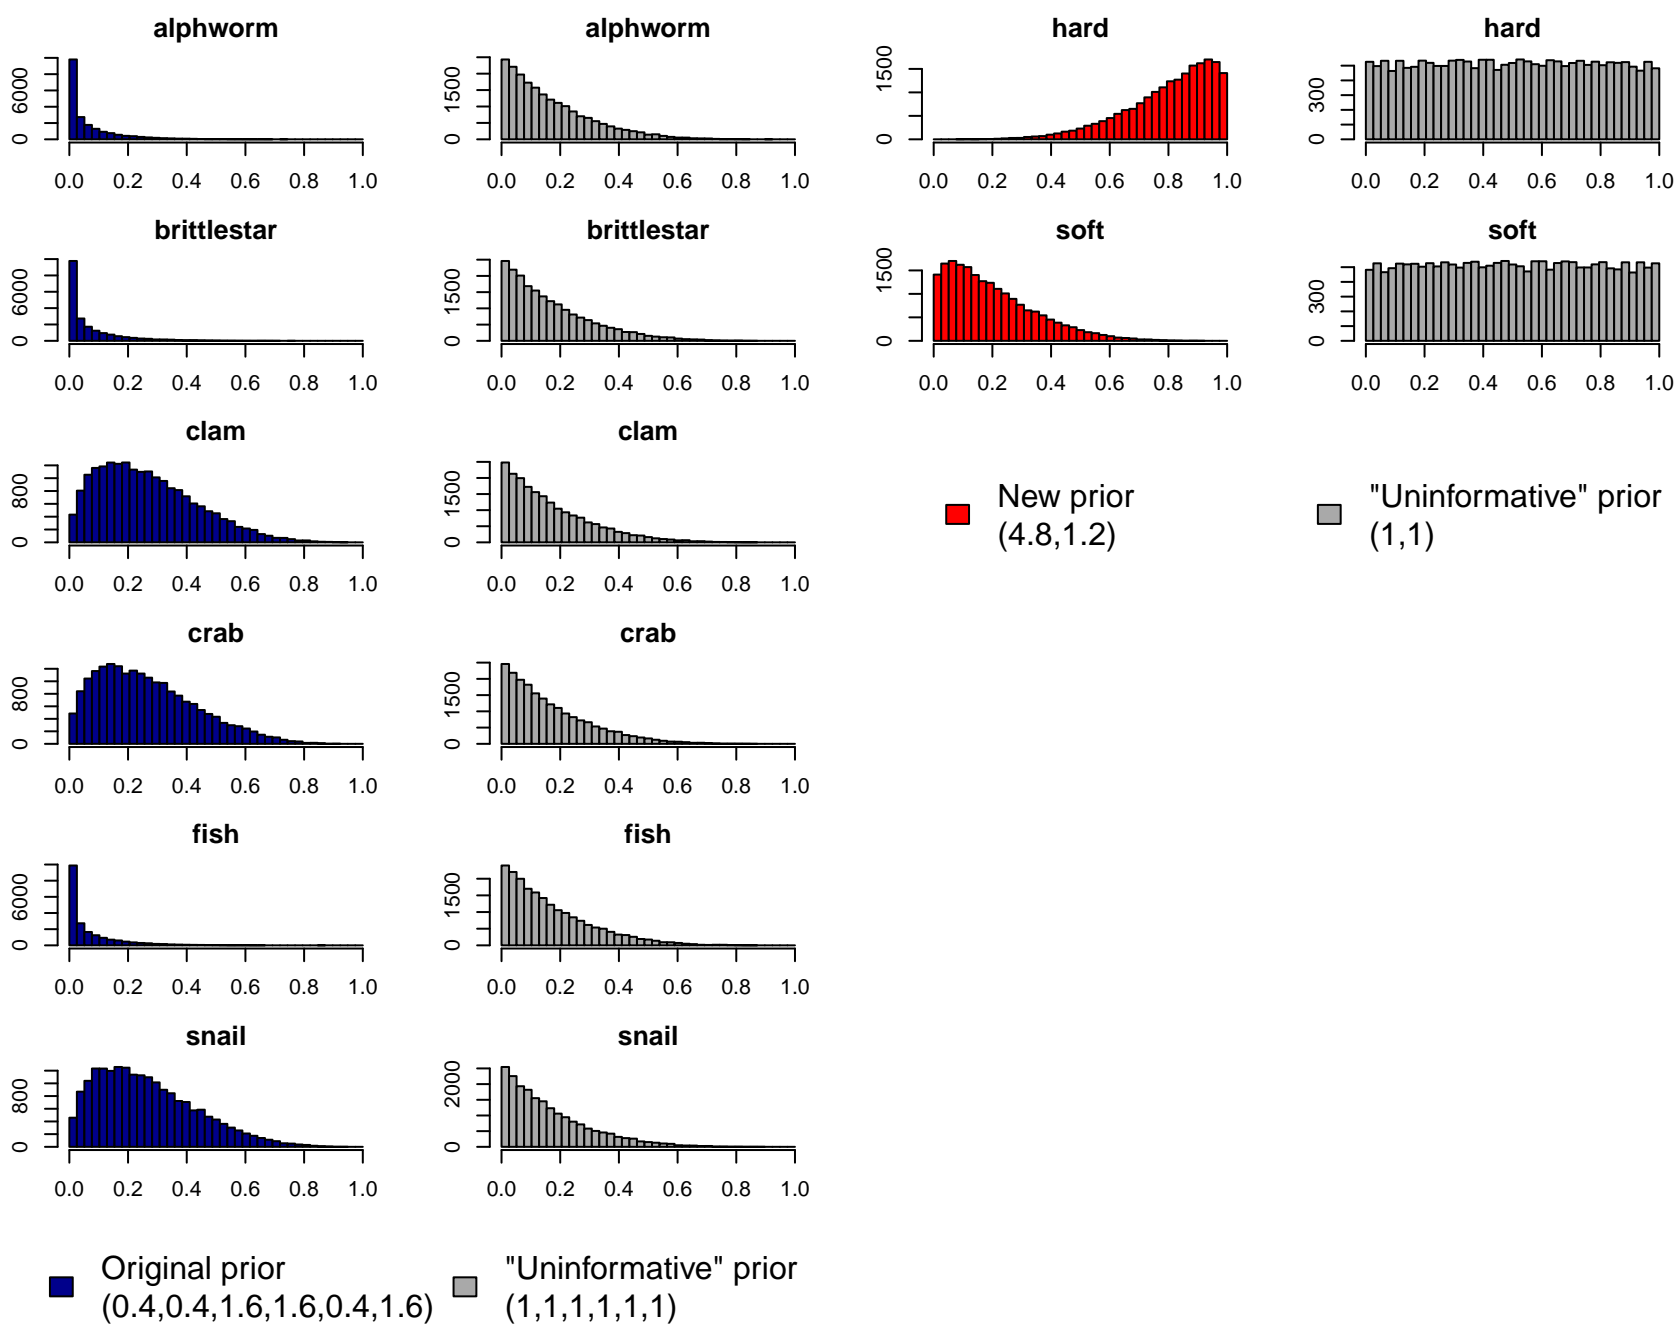 alphworm
alphworm
hard
hard
0 6000
0 1500
0 1500
0 300
0.0 0.2 0.4 0.6 0.8 1.0
0.0 0.2 0.4 0.6 0.8 1.0
0.0 0.2 0.4 0.6 0.8 1.0
0.0 0.2 0.4 0.6 0.8 1.0
brittlestar
brittlestar
soft
soft
0 6000
0 1500
0 1500
0 300
0.0 0.2 0.4 0.6 0.8 1.0
0.0 0.2 0.4 0.6 0.8 1.0
0.0 0.2 0.4 0.6 0.8 1.0
0.0 0.2 0.4 0.6 0.8 1.0
clam
clam
0 800
0 1500
0.0 0.2 0.4 0.6 0.8 1.0
0.0 0.2 0.4 0.6 0.8 1.0
New prior
(4.8,1.2)
"Uninformative" prior
(1,1)
crab
crab
0 800
0 1500
0.0 0.2 0.4 0.6 0.8 1.0
0.0 0.2 0.4 0.6 0.8 1.0
fish
fish
0 6000
0 1500
0.0 0.2 0.4 0.6 0.8 1.0
0.0 0.2 0.4 0.6 0.8 1.0
snail
snail
0 800
0 2000
0.0 0.2 0.4 0.6 0.8 1.0
0.0 0.2 0.4 0.6 0.8 1.0
Original prior
(0.4,0.4,1.6,1.6,0.4,1.6)
"Uninformative" prior
(1,1,1,1,1,1)